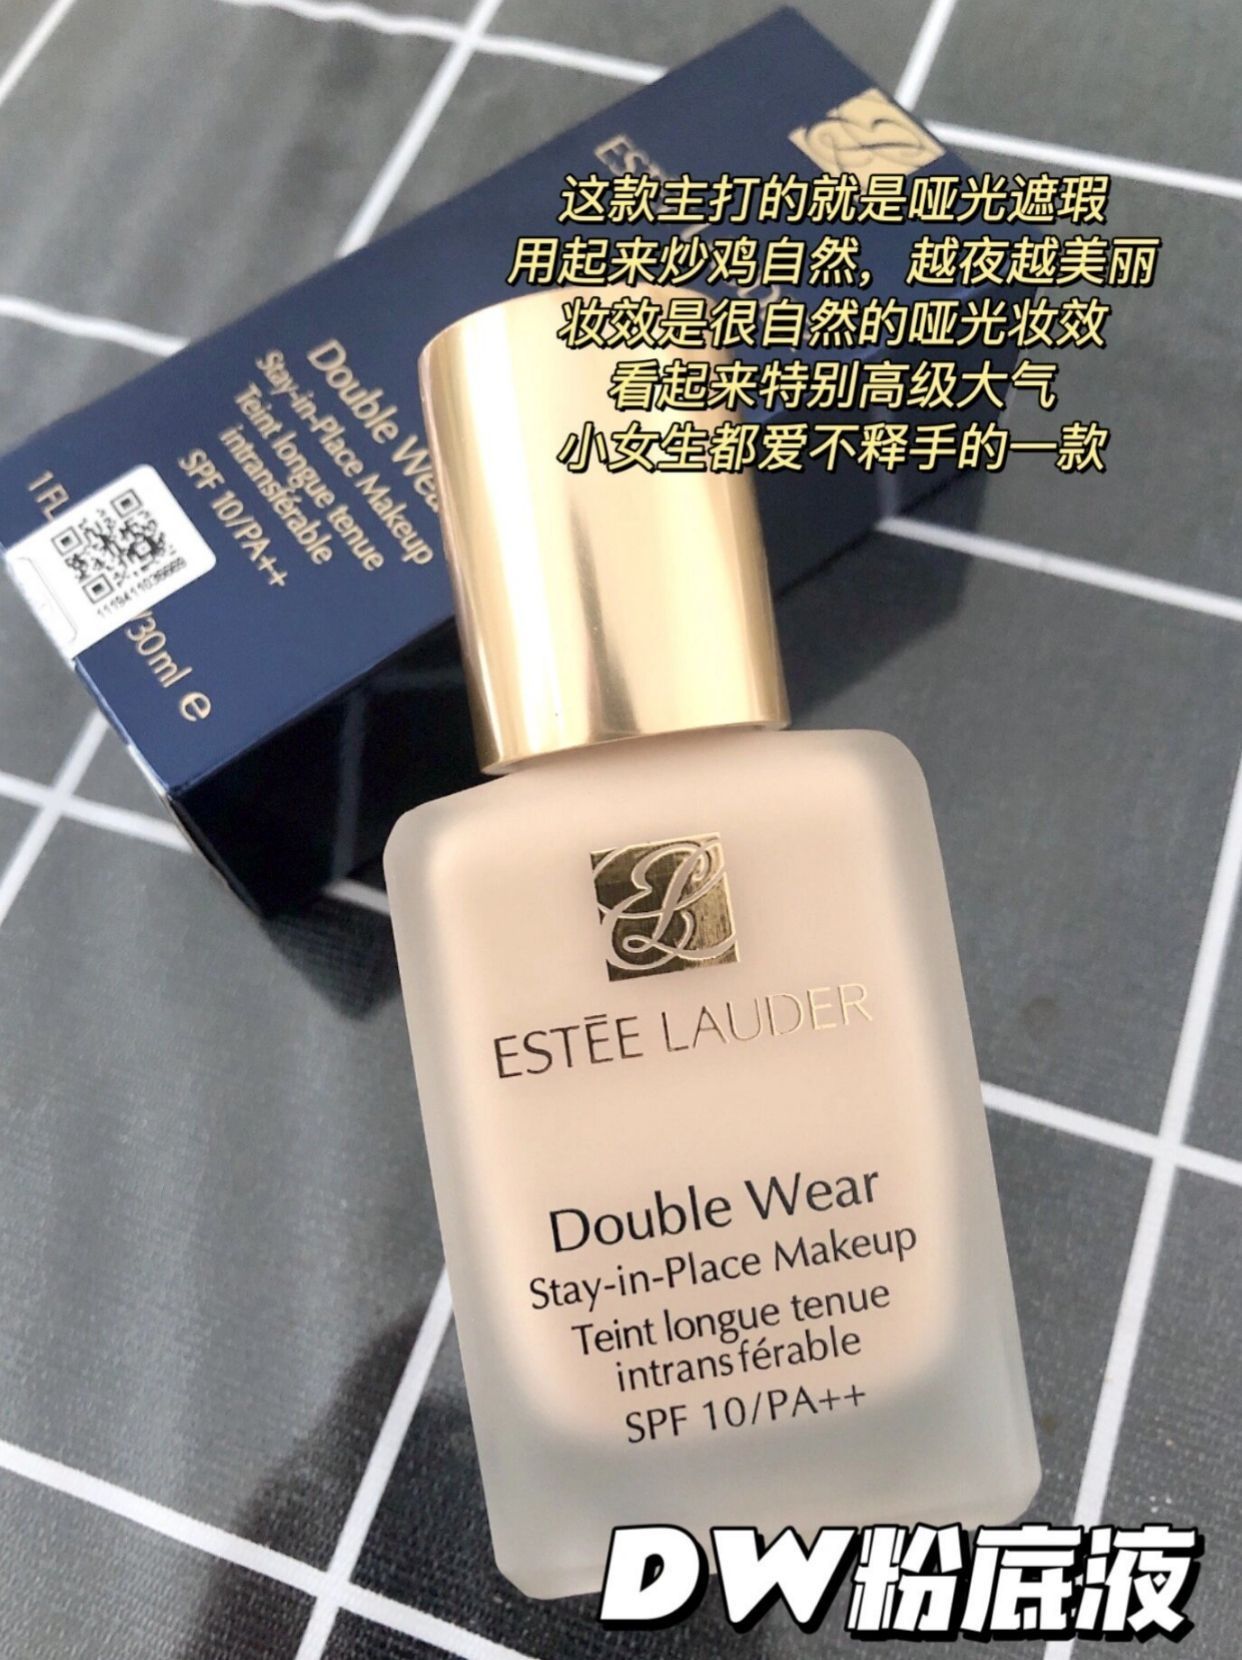 这款主打的就是哑光遮瑕
用起来炒鸡自然，越夜越美丽
妆效是很自然的哑光妆效
看起来特别高级大气
小女生都爱不释手的一款
Double
Stay-in-Place Makeup
Teint longue tenue
intransférable
SPF 10/PA++
/30ml e
ESTĒE LAUDER
Double Wear
Stay-in-Place Makeup
Teint longue tenue
intransférable
SPF 10/PA++
DW粉底液